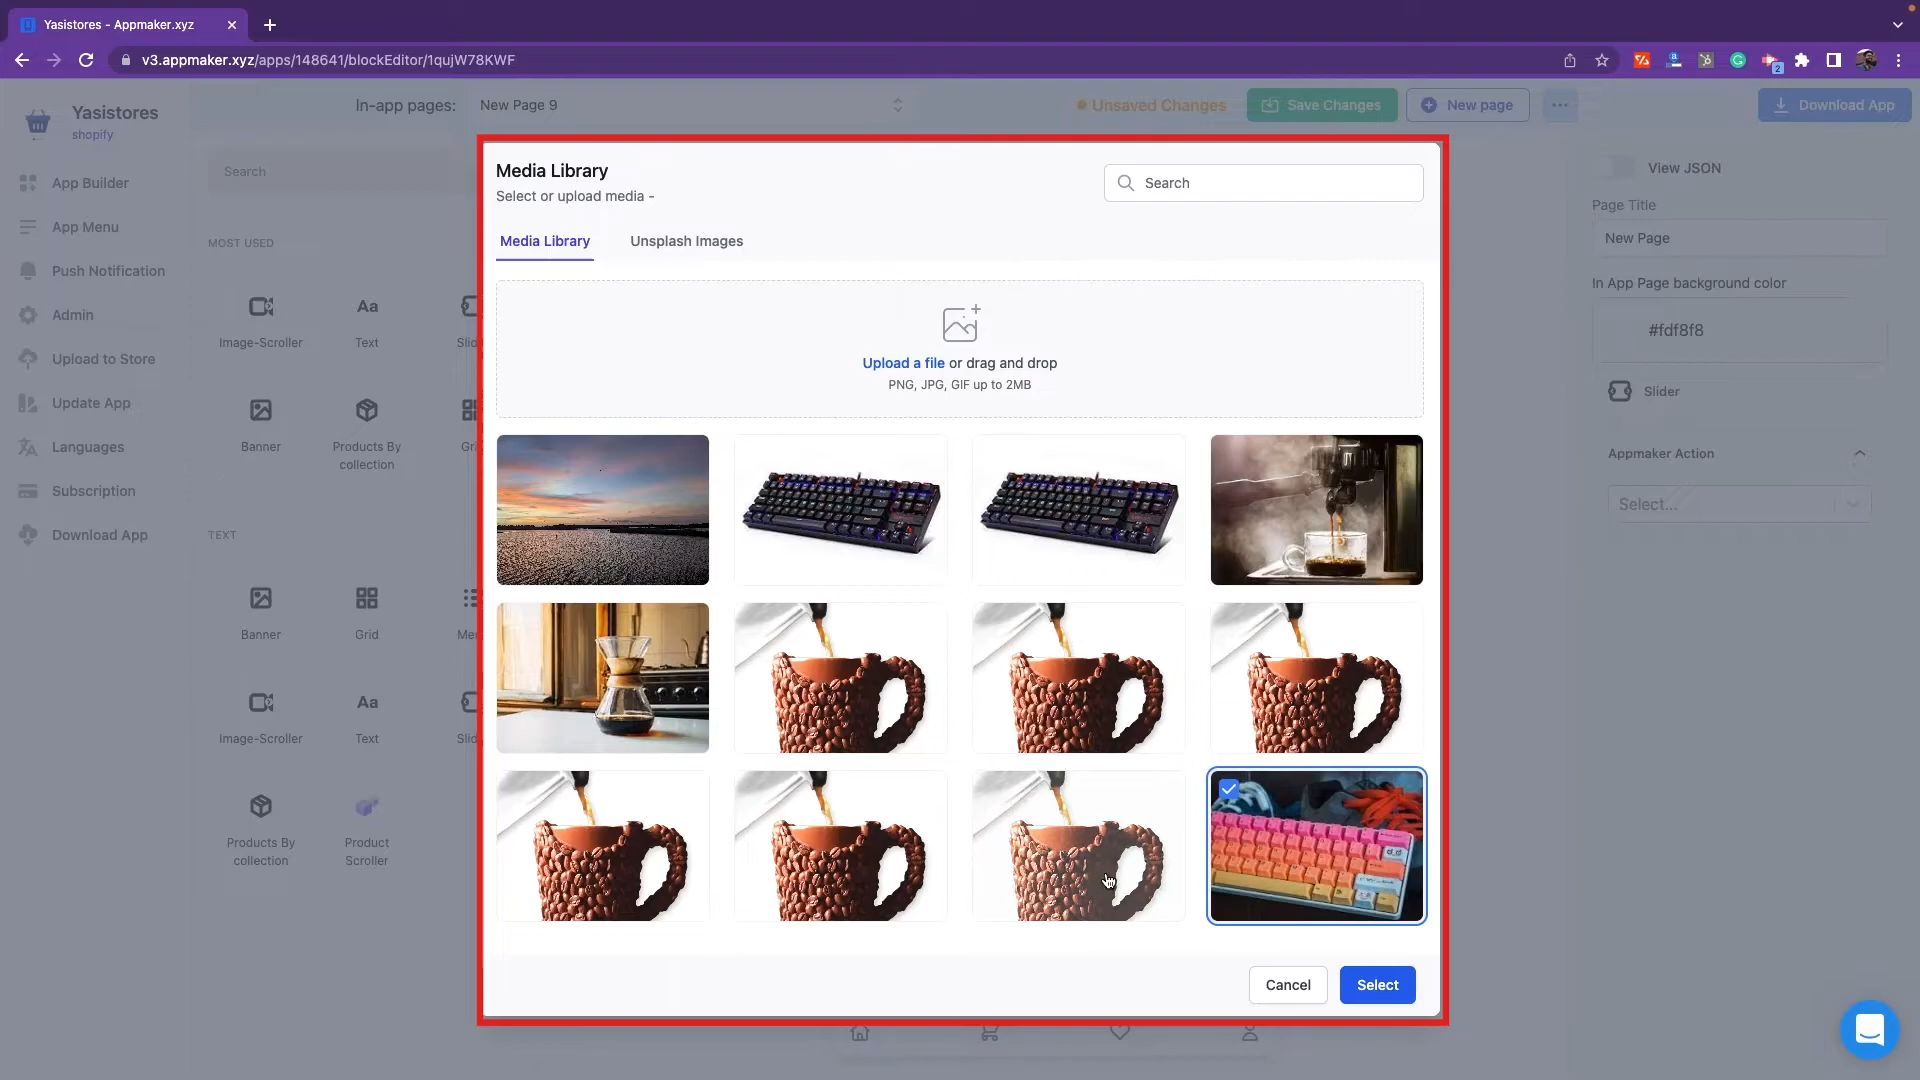 Yasistores - Appmaker.xyz
v3.appmaker.xyz/apps/148641/blockEditor/1qujW78KWF
2
Yasistores
shopify
In-app pages:
New Page 9
Unsaved Changes
Save Changes
New page
Download App
App Builder
App Menu
Push Notification
Admin
Upload to Store
Update App
Languages
Subscription
Download App
Search
MOST USED
Image-Scroller
Aa
Text
Banner
Products By
collection
TEXT
Banner
Grid
Image-Scroller
Aa
Text
Products By
collection
Product
Scroller
Media Library
Select or upload media -
Search
Media Library
Unsplash Images
Upload a file or drag and drop
PNG, JPG, GIF up to 2MB
Cancel
Select
View JSON
Page Title
New Page
In App Page background color
#fdf8f8
Slider
Appmaker Action
Select...